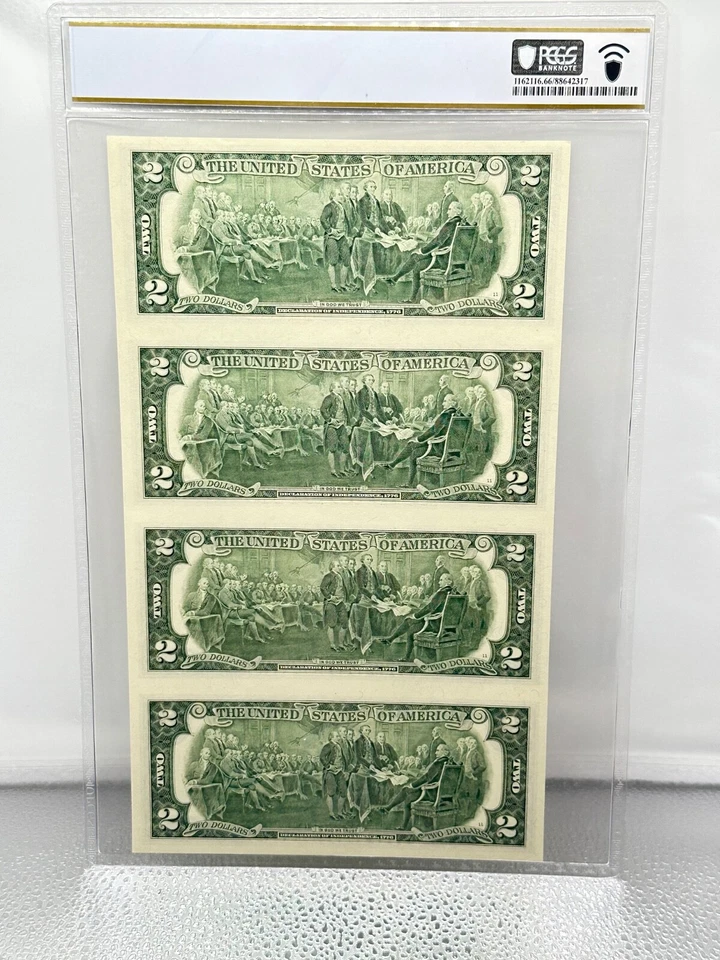 PCGS
BANKNOTE
1162116.66/88642317
2 THE UNITED STATES OF AMERICA 2
TWO TWO
2 TWO DOLLARS IN GOD WE TRUST 11 TWO DOLLARS 2
DECLARATION OF INDEPENDENCE, 1776
2 THE UNITED STATES OF AMERICA 2
TWO TWO
2 TWO DOLLARS IN GOD WE TRUST 11 TWO DOLLARS 2
DECLARATION OF INDEPENDENCE, 1776
2 THE UNITED STATES OF AMERICA 2
TWO TWO
2 TWO DOLLARS IN GOD WE TRUST 11 TWO DOLLARS 2
DECLARATION OF INDEPENDENCE, 1776
2 THE UNITED STATES OF AMERICA 2
TWO TWO
2 TWO DOLLARS IN GOD WE TRUST 11 TWO DOLLARS 2
DECLARATION OF INDEPENDENCE, 1776